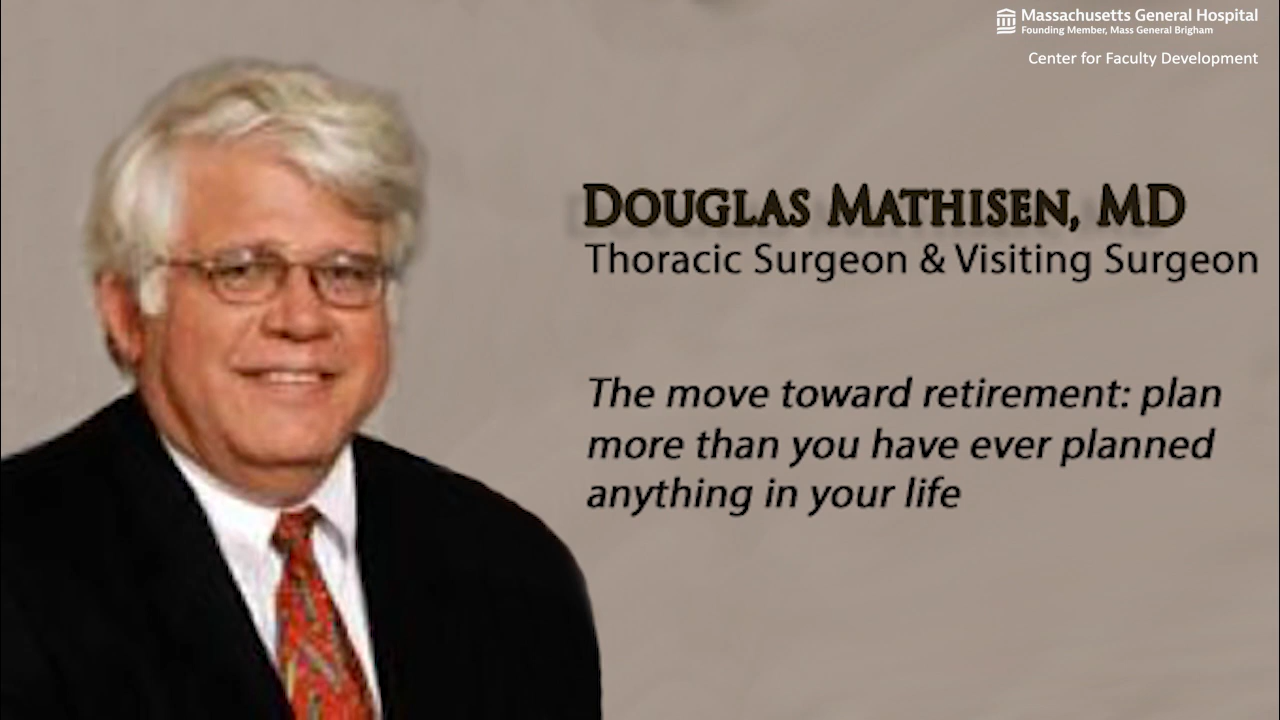 Massachusetts General Hospital
Founding Member, Mass General Brigham
Center for Faculty Development
Douglas Mathisen, MD
Thoracic Surgeon & Visiting Surgeon
The move toward retirement: plan
more than you have ever planned
anything in your life